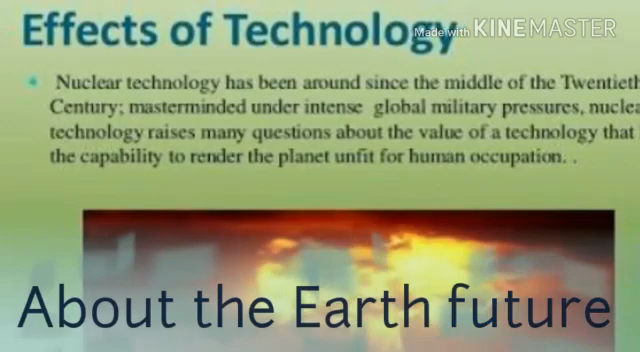 Effects of Technology
Made with KINEMASTER
Nuclear technology has been around since the middle of the Twentieth
Century; masterminded under intense global military pressures, nuclea
technology raises many questions about the value of a technology that
the capability to render the planet unfit for human occupation. .
About the Earth future